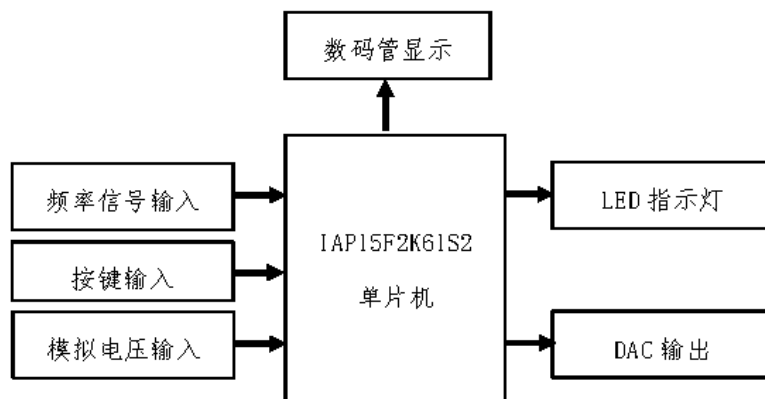 数码管显示
频率信号输入
按键输入
模拟电压输入
IAP15F2K61S2
单片机
LED 指示灯
DAC 输出